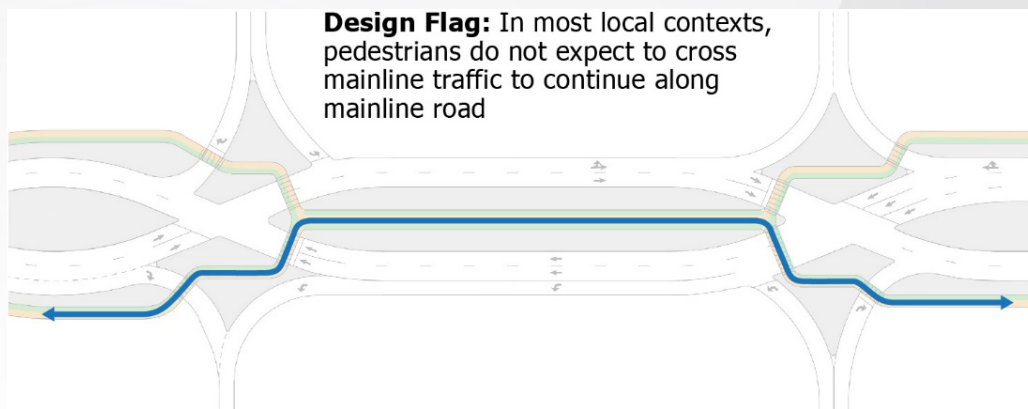 Design Flag: In most local contexts,
pedestrians do not expect to cross
mainline traffic to continue along
mainline road